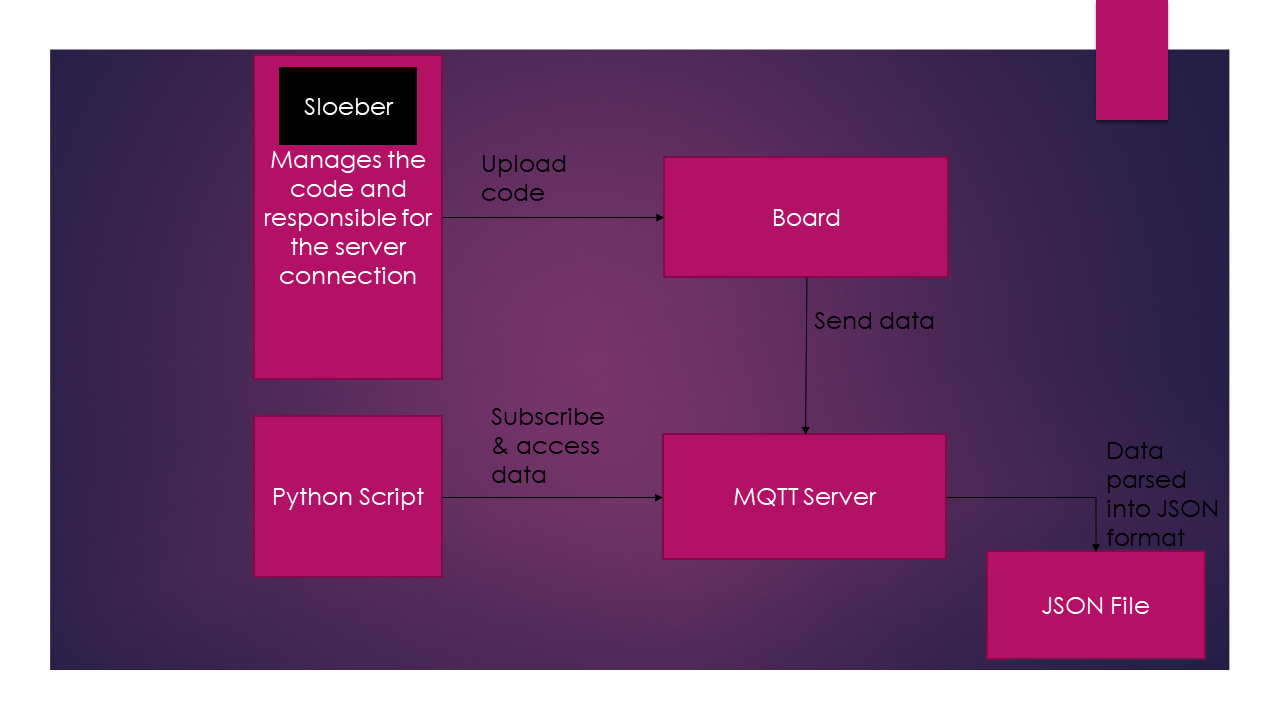 Sloeber
Manages the
code and
responsible for
the server
connection
Upload
code
Board
Send data
Subscribe
& access
data
Python Script
MQTT Server
Data
parsed
into JSON
format
JSON File